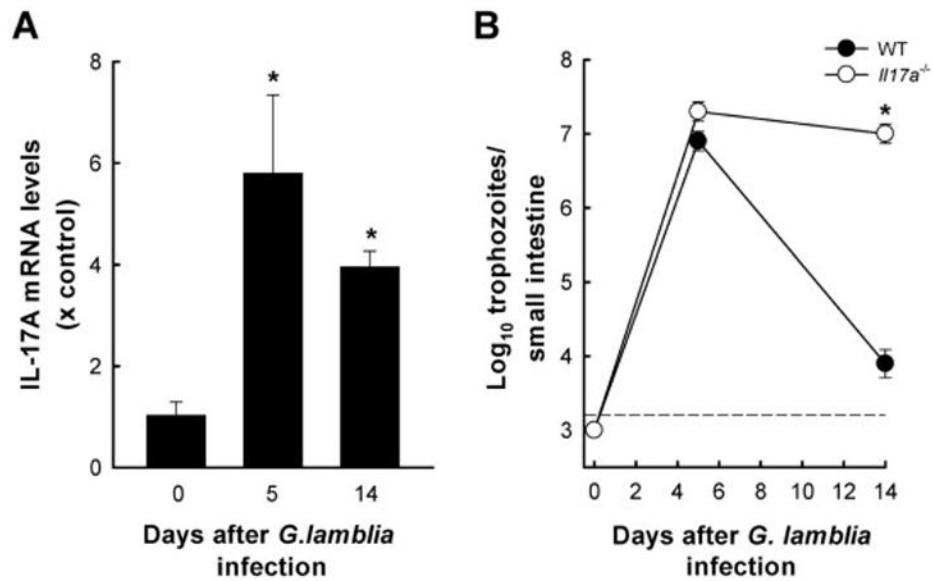 A
IL-17A mRNA levels
(x control)
8
6
4
2
0
*
*
0 5 14
Days after G.lamblia
infection
B
WT
Il17a-/-
Log10 trophozoites/
small intestine
8
7
6
5
4
3
*
0 2 4 6 8 10 12 14
Days after G. lamblia
infection